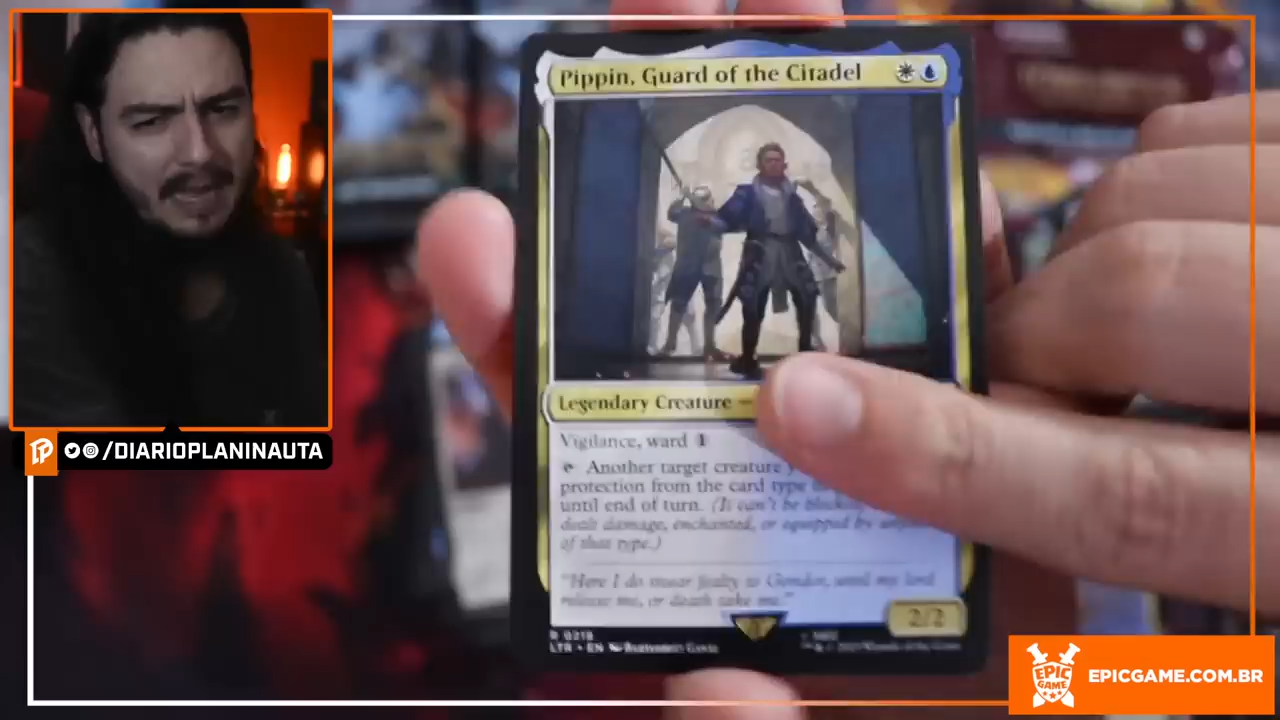 Pippin, Guard of the Citadel
Legendary Creature —
Vigilance, ward 1
Another target creature y
protection from the card type
until end of turn. (It can't be blocked,
dealt damage, enchanted, or equipped by
of that type.)
"Here I do swear fealty to Gondor, until my lord
release me, or death take me."
2/2
R 0218
LTR • EN
/DIARIOPLANINAUTA
EPIC
GAME
EPICGAME.COM.BR